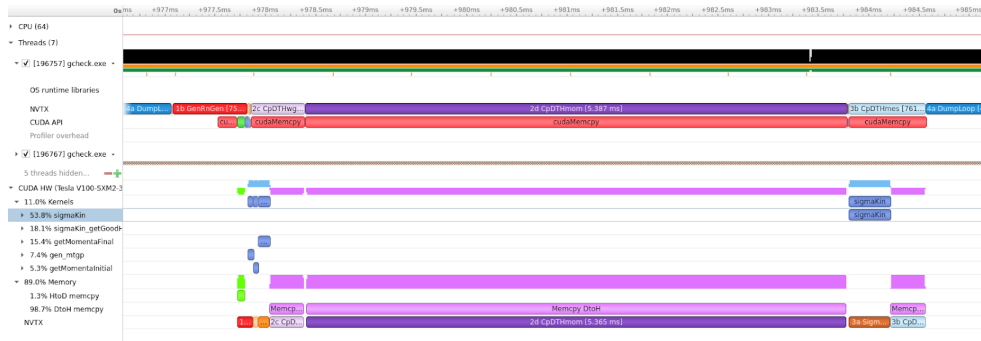 0s ms +977ms +977.5ms +978ms +978.5ms +979ms +979.5ms +980ms +980.5ms +981ms +981.5ms +982ms +982.5ms +983ms +983.5ms +984ms +984.5ms +985ms
CPU (64)
Threads (7)
[196757] gcheck.exe
OS runtime libraries
NVTX 4a DumpL... 1b GenRnGen [75... 2c CpDTHwg... 2d CpDTHmom [5.387 ms] 3b CpDTHmes [761... 4a DumpLoop [
CUDA API cu... cudaMemcpy cudaMemcpy cudaMemcpy
Profiler overhead
[196767] gcheck.exe
5 threads hidden...
CUDA HW (Tesla V100-SXM2-3
11.0% Kernels ... sigmaKin
53.8% sigmaKin sigmaKin
18.1% sigmaKin_getGoodH
15.4% getMomentaFinal ...
7.4% gen_mtgp
5.3% getMomentaInitial
89.0% Memory
1.3% HtoD memcpy
98.7% DtoH memcpy Memcp... Memcpy DtoH Memcp...
NVTX 1... ... 2c CpD... 2d CpDTHmom [5.365 ms] 3a Sigm... 3b CpD...